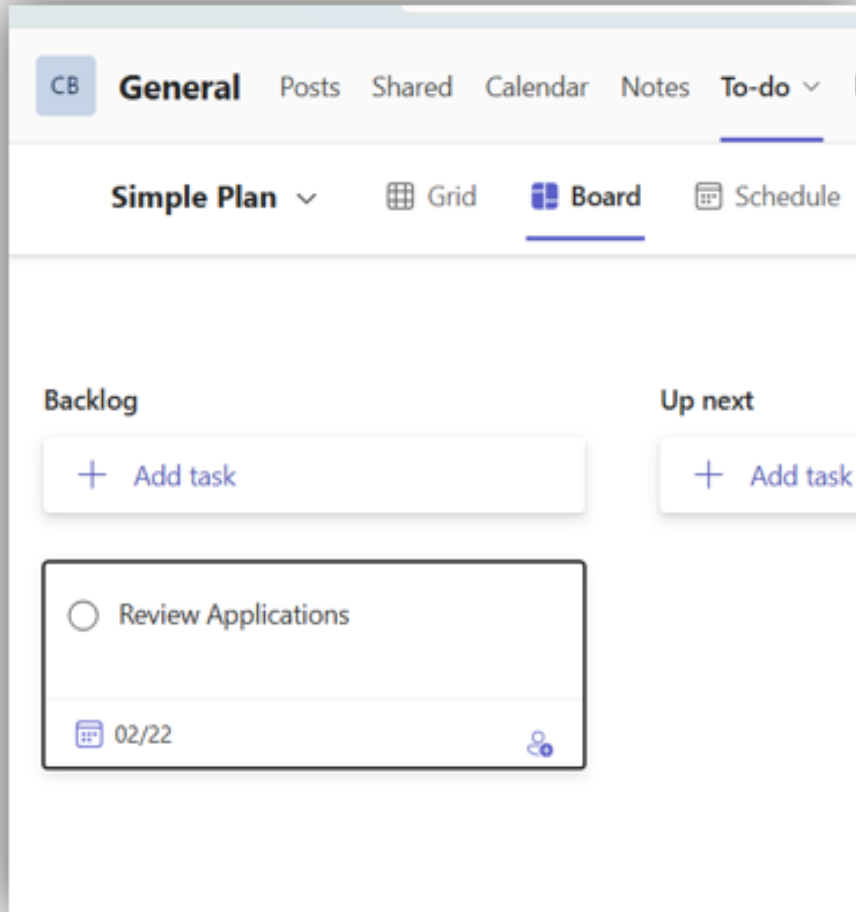 CB General Posts Shared Calendar Notes To-do
Simple Plan Grid Board Schedule
Backlog Up next
+ Add task + Add task
Review Applications
02/22